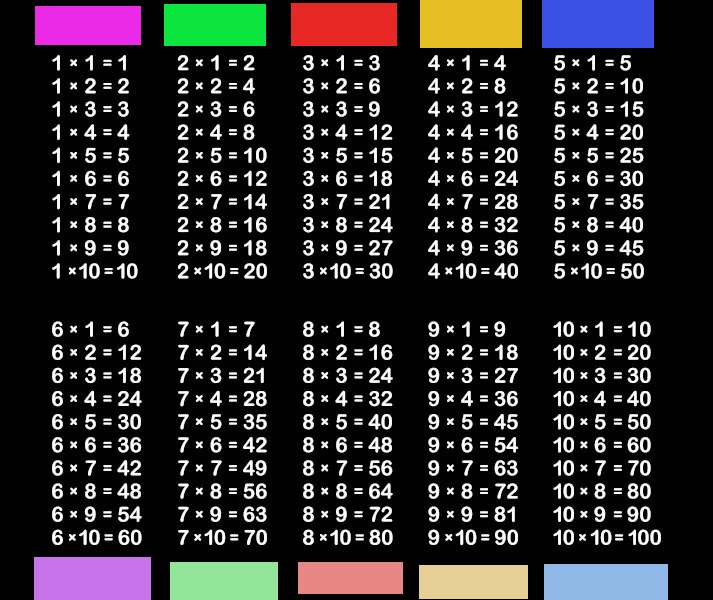 1 × 1 = 1
1 × 2 = 2
1 × 3 = 3
1 × 4 = 4
1 × 5 = 5
1 × 6 = 6
1 × 7 = 7
1 × 8 = 8
1 × 9 = 9
1 ×10 =10
2 × 1 = 2
2 × 2 = 4
2 × 3 = 6
2 × 4 = 8
2 × 5 = 10
2 × 6 = 12
2 × 7 = 14
2 × 8 = 16
2 × 9 = 18
2 ×10 = 20
3 × 1 = 3
3 × 2 = 6
3 × 3 = 9
3 × 4 = 12
3 × 5 = 15
3 × 6 = 18
3 × 7 = 21
3 × 8 = 24
3 × 9 = 27
3 ×10 = 30
4 × 1 = 4
4 × 2 = 8
4 × 3 = 12
4 × 4 = 16
4 × 5 = 20
4 × 6 = 24
4 × 7 = 28
4 × 8 = 32
4 × 9 = 36
4 ×10 = 40
5 × 1 = 5
5 × 2 = 10
5 × 3 = 15
5 × 4 = 20
5 × 5 = 25
5 × 6 = 30
5 × 7 = 35
5 × 8 = 40
5 × 9 = 45
5 ×10 = 50
6 × 1 = 6
6 × 2 = 12
6 × 3 = 18
6 × 4 = 24
6 × 5 = 30
6 × 6 = 36
6 × 7 = 42
6 × 8 = 48
6 × 9 = 54
6 ×10 = 60
7 × 1 = 7
7 × 2 = 14
7 × 3 = 21
7 × 4 = 28
7 × 5 = 35
7 × 6 = 42
7 × 7 = 49
7 × 8 = 56
7 × 9 = 63
7 ×10 = 70
8 × 1 = 8
8 × 2 = 16
8 × 3 = 24
8 × 4 = 32
8 × 5 = 40
8 × 6 = 48
8 × 7 = 56
8 × 8 = 64
8 × 9 = 72
8 ×10 = 80
9 × 1 = 9
9 × 2 = 18
9 × 3 = 27
9 × 4 = 36
9 × 5 = 45
9 × 6 = 54
9 × 7 = 63
9 × 8 = 72
9 × 9 = 81
9 ×10 = 90
10 × 1 = 10
10 × 2 = 20
10 × 3 = 30
10 × 4 = 40
10 × 5 = 50
10 × 6 = 60
10 × 7 = 70
10 × 8 = 80
10 × 9 = 90
10 × 10 = 100